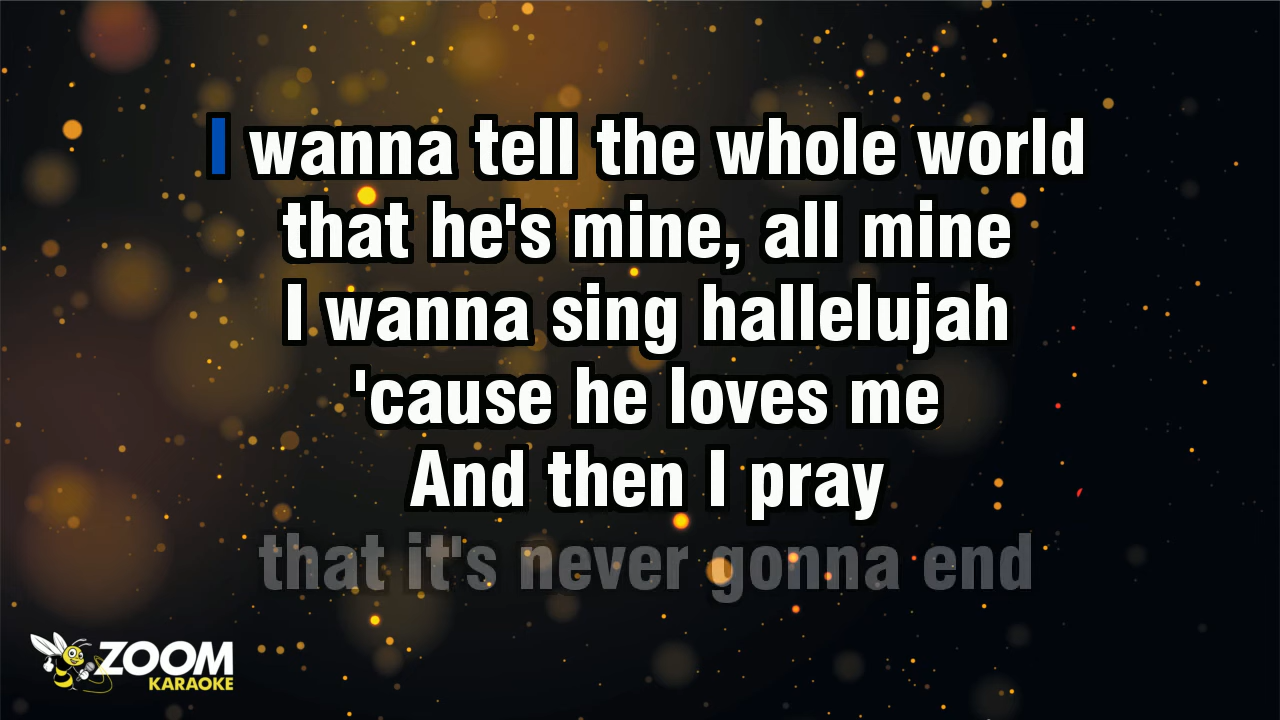 I wanna tell the whole world
that he's mine, all mine
I wanna sing hallelujah
'cause he loves me
And then I pray
that it's never gonna end
ZOOM
KARAOKE